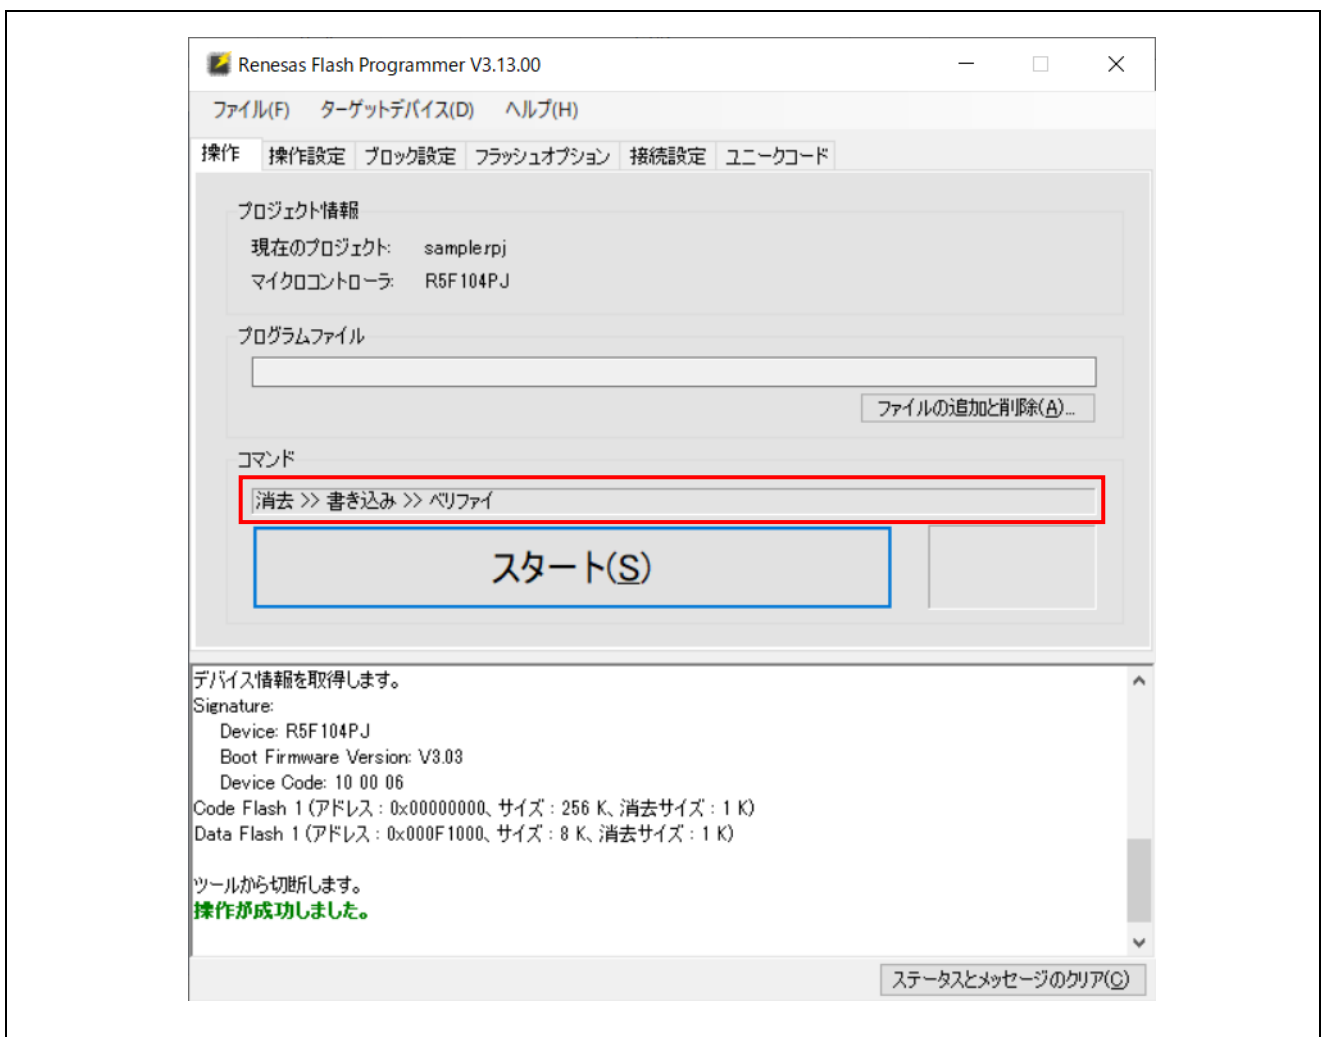 Renesas Flash Programmer V3.13.00
ファイル(F) ターゲットデバイス(D) ヘルプ(H)
操作 操作設定 ブロック設定 フラッシュオプション 接続設定 ユニークコード
プロジェクト情報
現在のプロジェクト: sample.rpj
マイクロコントローラ: R5F104PJ
プログラムファイル
ファイルの追加と削除(A)...
コマンド
消去 >> 書き込み >> ベリファイ
スタート(S)
デバイス情報を取得します。
Signature:
Device: R5F104PJ
Boot Firmware Version: V3.03
Device Code: 10 00 06
Code Flash 1 (アドレス : 0x00000000、サイズ : 256 K、消去サイズ : 1 K)
Data Flash 1 (アドレス : 0x000F1000、サイズ : 8 K、消去サイズ : 1 K)
ツールから切断します。
操作が成功しました。
ステータスとメッセージのクリア(C)